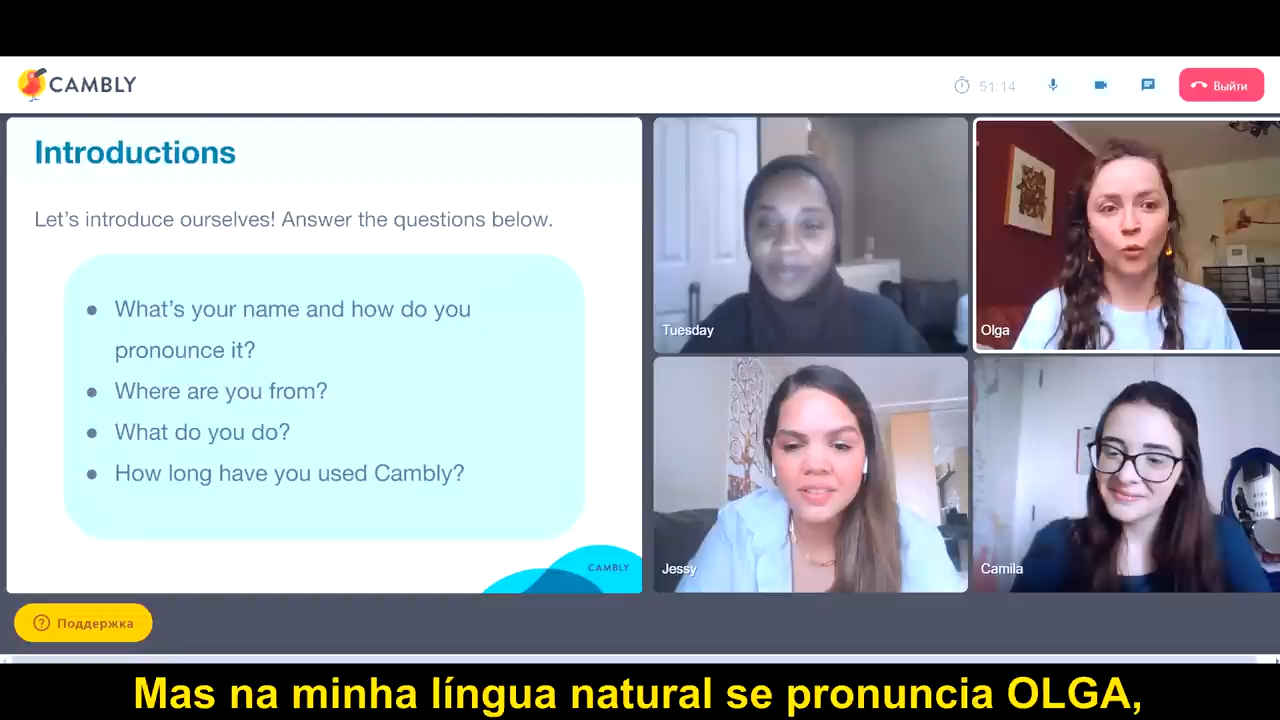 CAMBLY
51:14
Выйти
Introductions
Let's introduce ourselves! Answer the questions below.
● What's your name and how do you
pronounce it?
● Where are you from?
● What do you do?
● How long have you used Cambly?
CAMBLY
Tuesday
Olga
Jessy
Camila
Поддержка
Mas na minha língua natural se pronuncia OLGA,